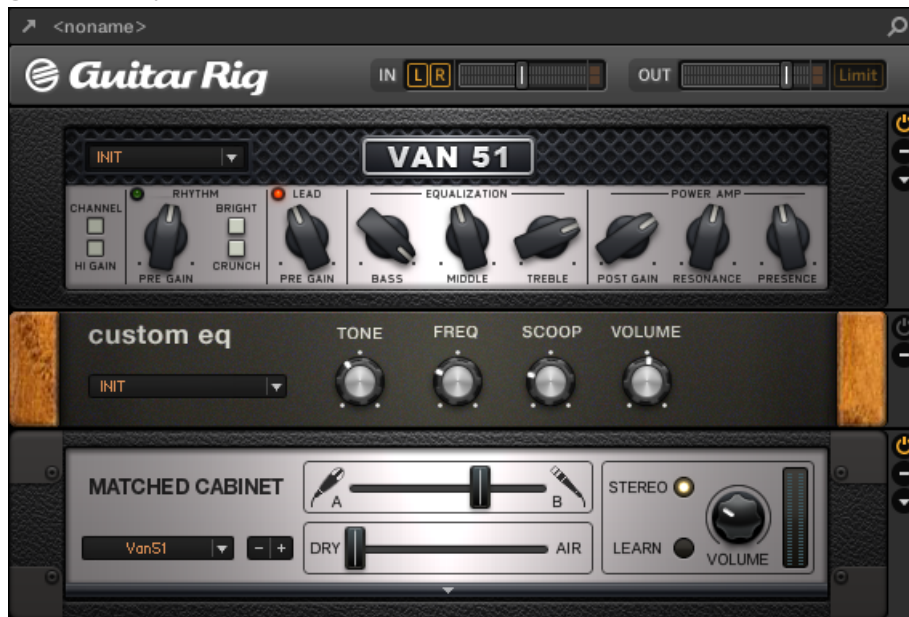 <noname>
Guitar Rig IN L R OUT Limit
INIT VAN 51
RHYTHM LEAD EQUALIZATION POWER AMP
CHANNEL BRIGHT
HI GAIN CRUNCH
PRE GAIN PRE GAIN BASS MIDDLE TREBLE POST GAIN RESONANCE PRESENCE
custom eq TONE FREQ SCOOP VOLUME
INIT
MATCHED CABINET A B STEREO
Van51 - + DRY AIR LEARN VOLUME